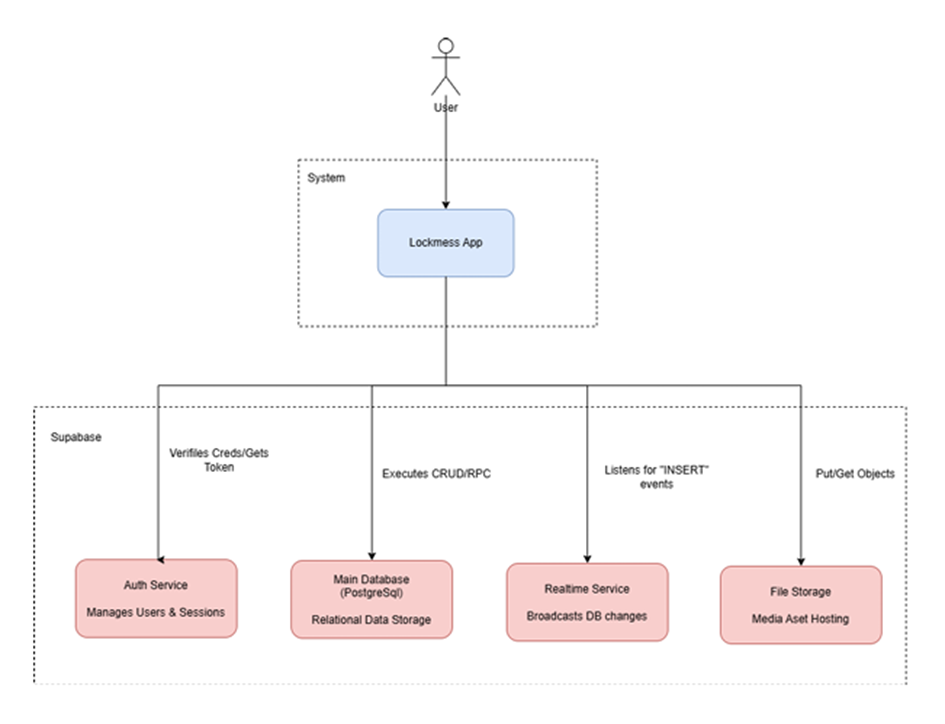 User
System
Lockmess App
Supabase
Verifiles Creds/Gets
Token
Executes CRUD/RPC
Listens for "INSERT"
events
Put/Get Objects
Auth Service
Manages Users & Sessions
Main Database
(PostgreSql)
Relational Data Storage
Realtime Service
Broadcasts DB changes
File Storage
Media Aset Hosting